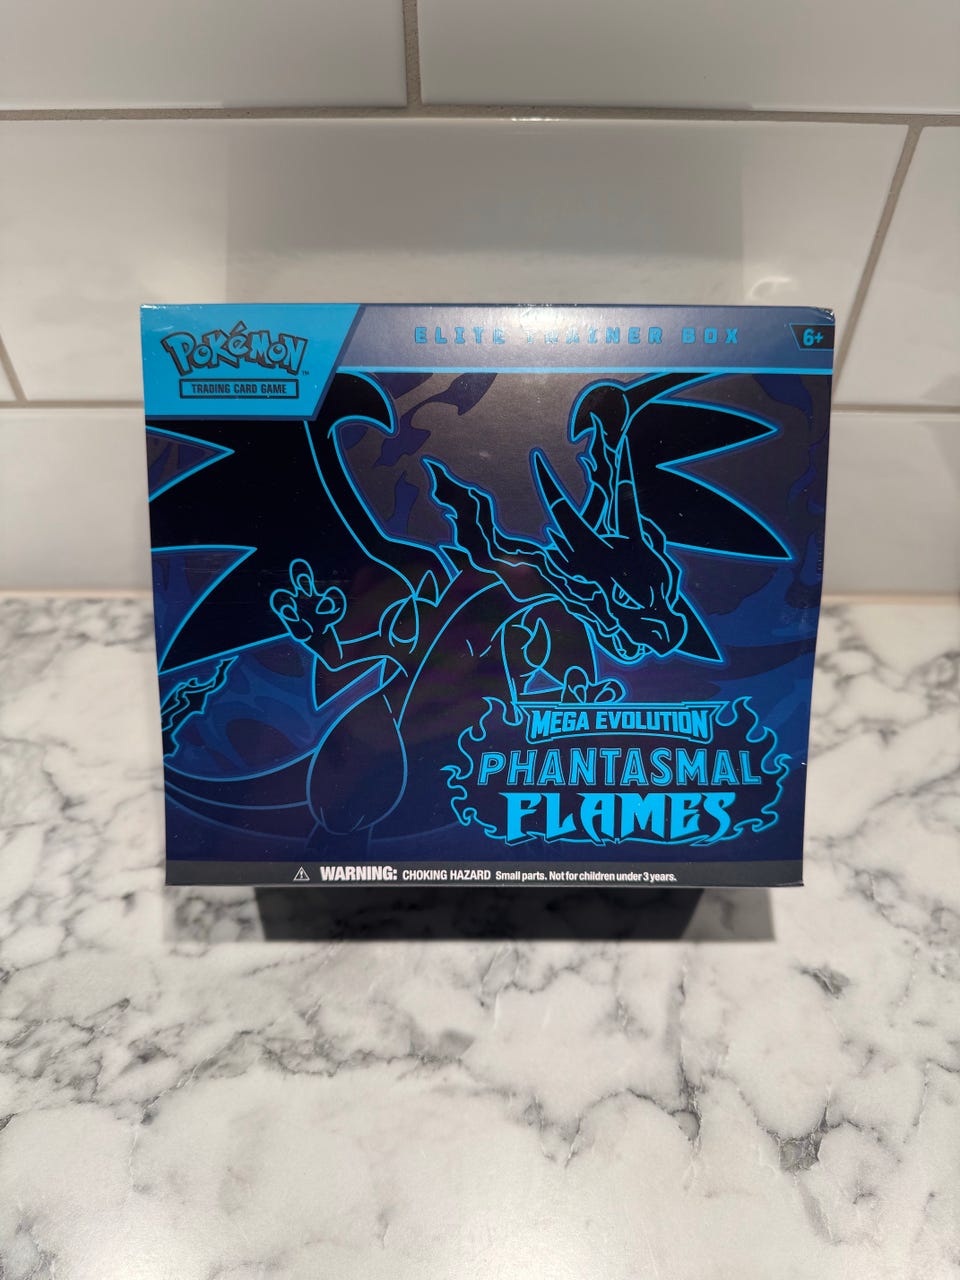 Pokémon
TM
TRADING CARD GAME
ELITE TRAINER BOX
6+
MEGA EVOLUTION
PHANTASMAL
FLAMES
WARNING: CHOKING HAZARD Small parts. Not for children under 3 years.